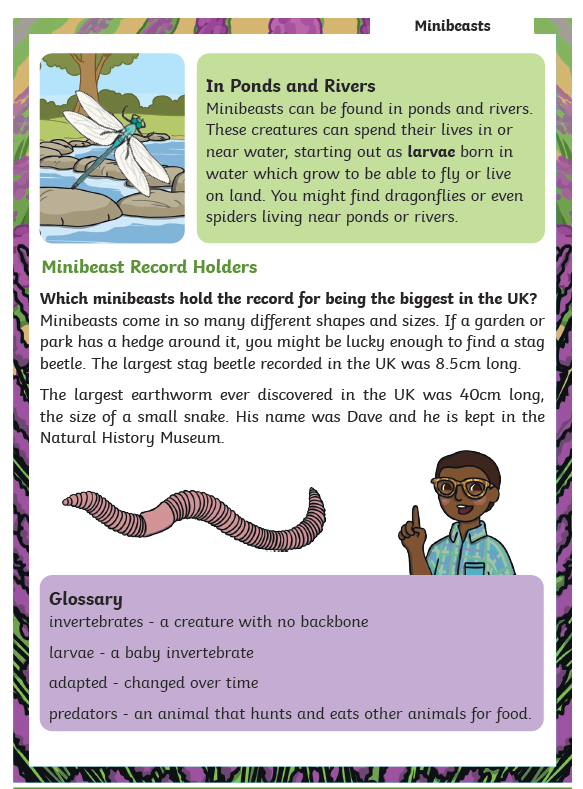 Minibeasts
In Ponds and Rivers
Minibeasts can be found in ponds and rivers.
These creatures can spend their lives in or
near water, starting out as larvae born in
water which grow to be able to fly or live
on land. You might find dragonflies or even
spiders living near ponds or rivers.
Minibeast Record Holders
Which minibeasts hold the record for being the biggest in the UK?
Minibeasts come in so many different shapes and sizes. If a garden or
park has a hedge around it, you might be lucky enough to find a stag
beetle. The largest stag beetle recorded in the UK was 8.5cm long.
The largest earthworm ever discovered in the UK was 40cm long,
the size of a small snake. His name was Dave and he is kept in the
Natural History Museum.
Glossary
invertebrates - a creature with no backbone
larvae - a baby invertebrate
adapted - changed over time
predators - an animal that hunts and eats other animals for food.